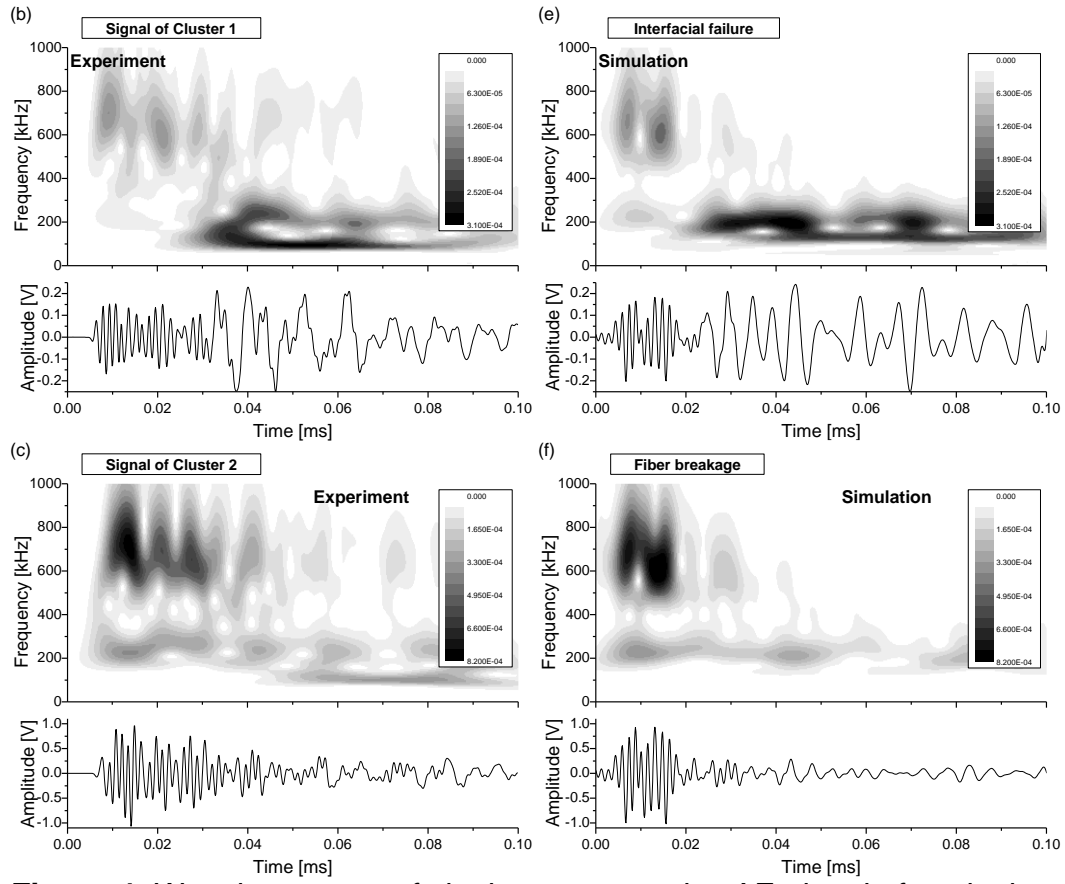 (b)
Signal of Cluster 1
Experiment
1000
800
600
400
200
0
Frequency [kHz]
0.000
6.300E-05
1.260E-04
1.890E-04
2.520E-04
3.100E-04
0.2
0.1
0.0
-0.1
-0.2
Amplitude [V]
0.00 0.02 0.04 0.06 0.08 0.10
Time [ms]
(e)
Interfacial failure
Simulation
1000
800
600
400
200
0
Frequency [kHz]
0.000
6.300E-05
1.260E-04
1.890E-04
2.520E-04
3.100E-04
0.2
0.1
0.0
-0.1
-0.2
Amplitude [V]
0.00 0.02 0.04 0.06 0.08 0.10
Time [ms]
(c)
Signal of Cluster 2
Experiment
1000
800
600
400
200
0
Frequency [kHz]
0.000
1.650E-04
3.300E-04
4.950E-04
6.600E-04
8.200E-04
1.0
0.5
0.0
-0.5
-1.0
Amplitude [V]
0.00 0.02 0.04 0.06 0.08 0.10
Time [ms]
(f)
Fiber breakage
Simulation
1000
800
600
400
200
0
Frequency [kHz]
0.000
1.650E-04
3.300E-04
4.950E-04
6.600E-04
8.200E-04
1.0
0.5
0.0
-0.5
-1.0
Amplitude [V]
0.00 0.02 0.04 0.06 0.08 0.10
Time [ms]